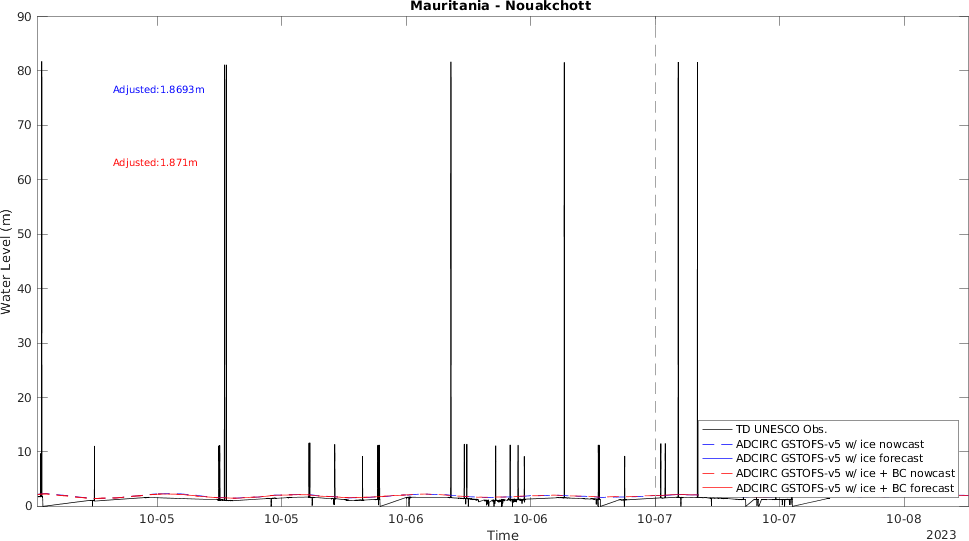 Mauritania - Nouakchott
90
80
70
60
50
40
30
20
10
0
Water Level (m)
Adjusted:1.8693m
Adjusted:1.871m
TD UNESCO Obs.
ADCIRC GSTOFS-v5 w/ ice nowcast
ADCIRC GSTOFS-v5 w/ ice forecast
ADCIRC GSTOFS-v5 w/ ice + BC nowcast
ADCIRC GSTOFS-v5 w/ ice + BC forecast
10-05 10-05 10-06 10-06 10-07 10-07 10-08
Time
2023